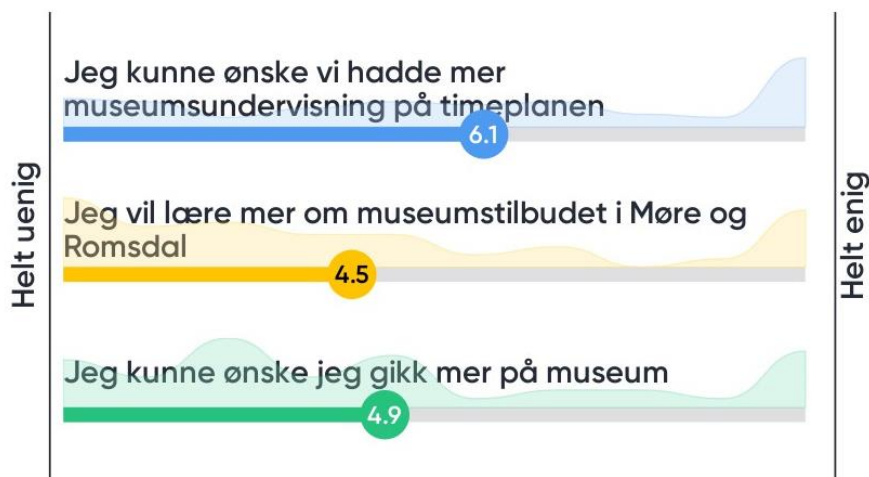 Helt uenig
Jeg kunne ønske vi hadde mer
museumsundervisning på timeplanen
6.1
Jeg vil lære mer om museumstilbudet i Møre og
Romsdal
4.5
Jeg kunne ønske jeg gikk mer på museum
4.9
Helt enig